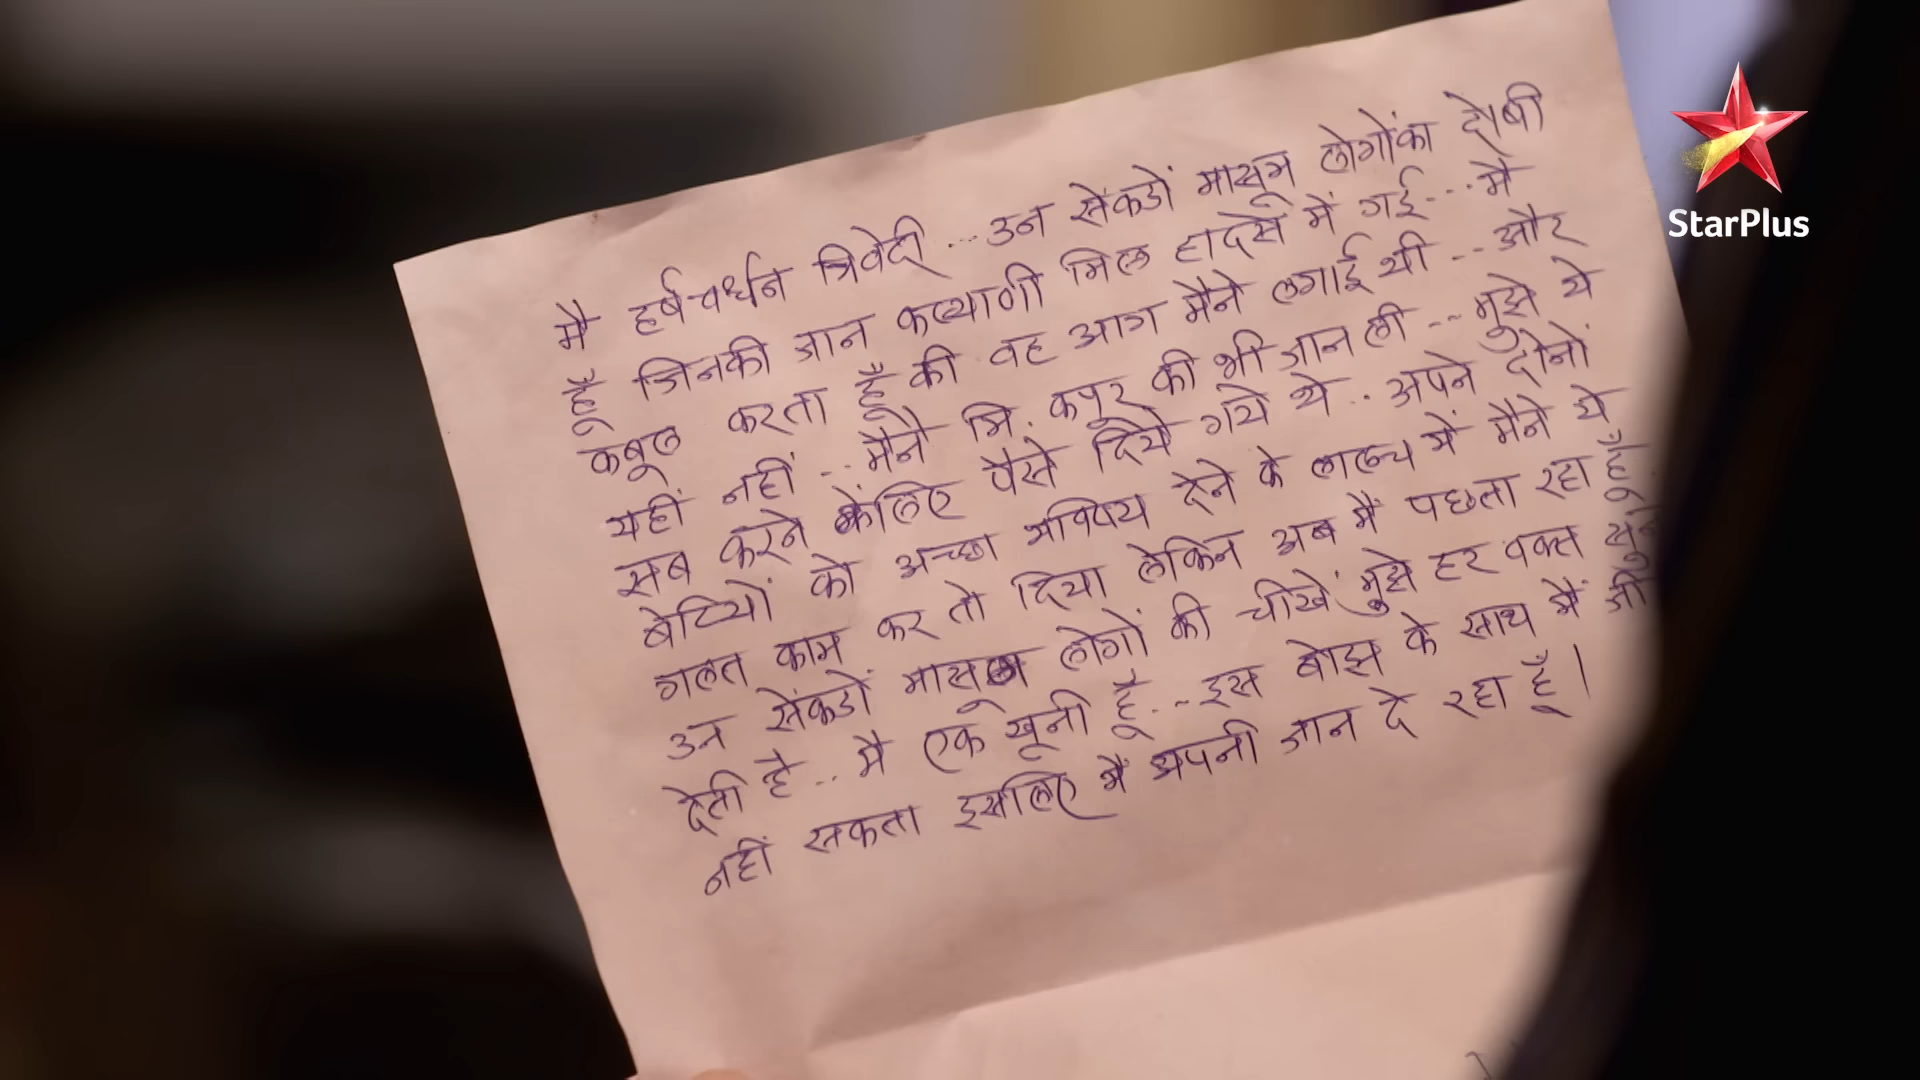 मै हर्षवर्धन त्रिवेदी ... उन सेंकडों मासूम लोगोंका दोषी
हूँ जिनकी जान कल्याणी मिल हादसे में गई... मै
कबूल करता हूँ की वह आग मैने लगाई थी .. और
यहीं नहीं ... मैने मि. कपूर की भी जान ली ... मुझे ये
सब करने केलिए पैसे दिये गये थे .. अपने दोनों
बेटियों को अच्छा भविष्य देने के लालच में मैने ये
गलत काम कर तो दिया लेकिन अब मैं पछता रहा हूँ
उन सेंकडों मासूम लोगों की चीखें मुझे हर वक्त
देती है .. मै एक खूनी हूँ... इस बोझ के साथ मैं जी
नहीं सकता इसलिए मैं अपनी जान दे रहा हूँ।
StarPlus